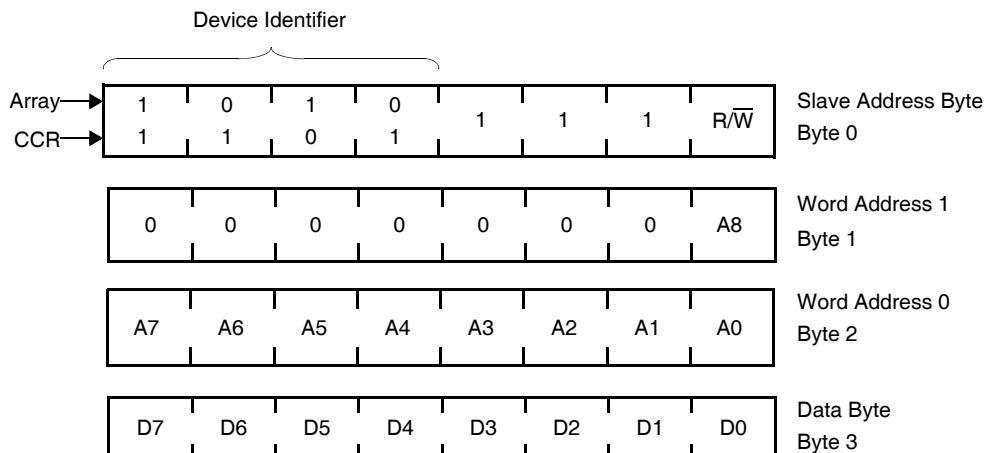 Device Identifier
Array 1 0 1 0 Slave Address Byte
1 1 1 R/W̅
CCR 1 1 0 1 Byte 0
Word Address 1
0 0 0 0 0 0 0 A8
Byte 1
Word Address 0
A7 A6 A5 A4 A3 A2 A1 A0
Byte 2
Data Byte
D7 D6 D5 D4 D3 D2 D1 D0
Byte 3